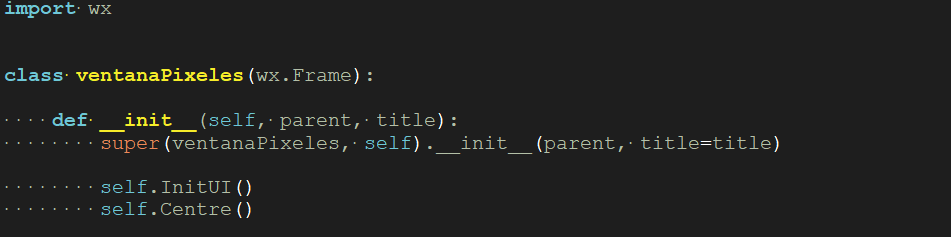 import wx
class ventanaPixeles(wx.Frame):
    def __init__(self, parent, title):
        super(ventanaPixeles, self).__init__(parent, title=title)
        self.InitUI()
        self.Centre()